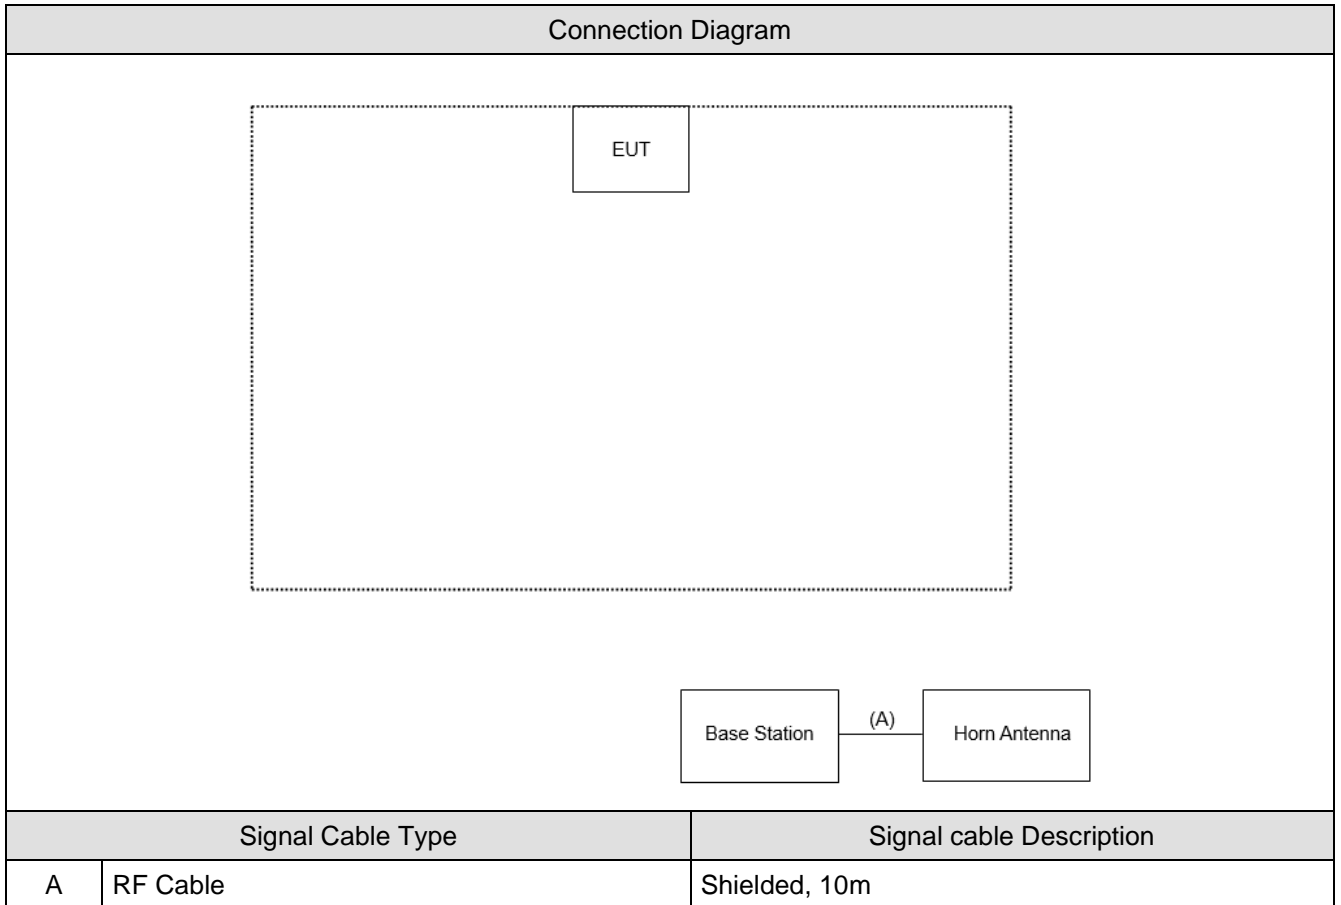 Connection Diagram
EUT
Base Station
(A)
Horn Antenna
Signal Cable Type
Signal cable Description
A
RF Cable
Shielded, 10m